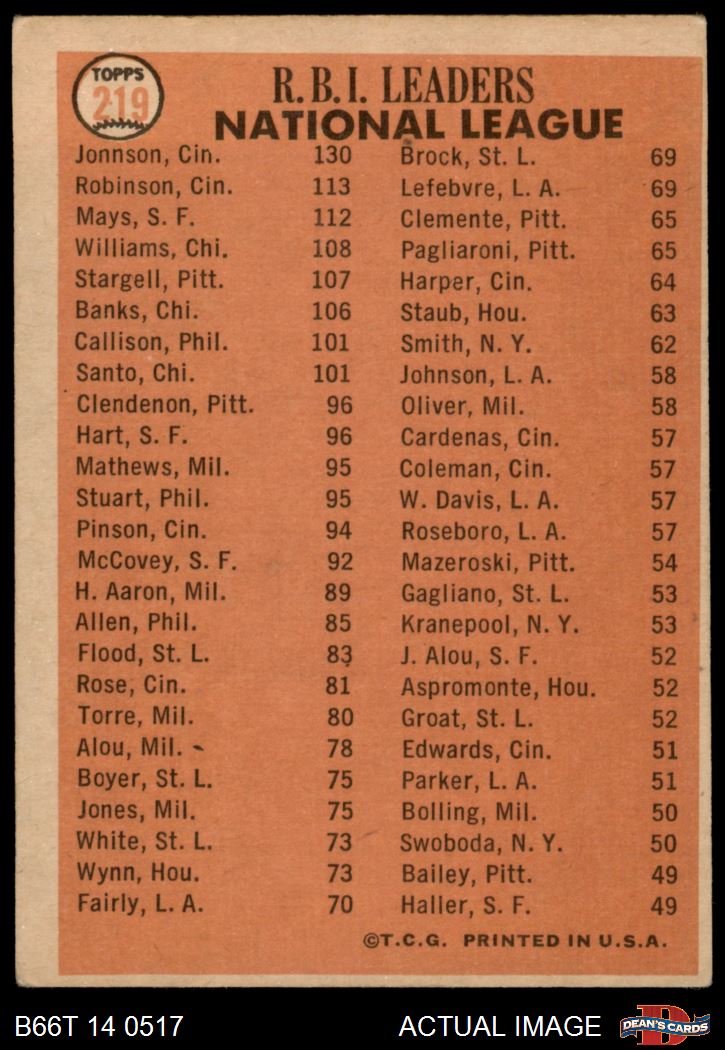 TOPPS
219
R.B.I. LEADERS
NATIONAL LEAGUE
Jonnson, Cin. 130
Robinson, Cin. 113
Mays, S. F. 112
Williams, Chi. 108
Stargell, Pitt. 107
Banks, Chi. 106
Callison, Phil. 101
Santo, Chi. 101
Clendenon, Pitt. 96
Hart, S. F. 96
Mathews, Mil. 95
Stuart, Phil. 95
Pinson, Cin. 94
McCovey, S. F. 92
H. Aaron, Mil. 89
Allen, Phil. 85
Flood, St. L. 83
Rose, Cin. 81
Torre, Mil. 80
Alou, Mil. 78
Boyer, St. L. 75
Jones, Mil. 75
White, St. L. 73
Wynn, Hou. 73
Fairly, L. A. 70
Brock, St. L. 69
Lefebvre, L. A. 69
Clemente, Pitt. 65
Pagliaroni, Pitt. 65
Harper, Cin. 64
Staub, Hou. 63
Smith, N. Y. 62
Johnson, L. A. 58
Oliver, Mil. 58
Cardenas, Cin. 57
Coleman, Cin. 57
W. Davis, L. A. 57
Roseboro, L. A. 57
Mazeroski, Pitt. 54
Gagliano, St. L. 53
Kranepool, N. Y. 53
J. Alou, S. F. 52
Aspromonte, Hou. 52
Groat, St. L. 52
Edwards, Cin. 51
Parker, L. A. 51
Bolling, Mil. 50
Swoboda, N. Y. 50
Bailey, Pitt. 49
Haller, S. F. 49
©T.C.G. PRINTED IN U.S.A.
B66T 14 0517
ACTUAL IMAGE
DEAN'S CARDS